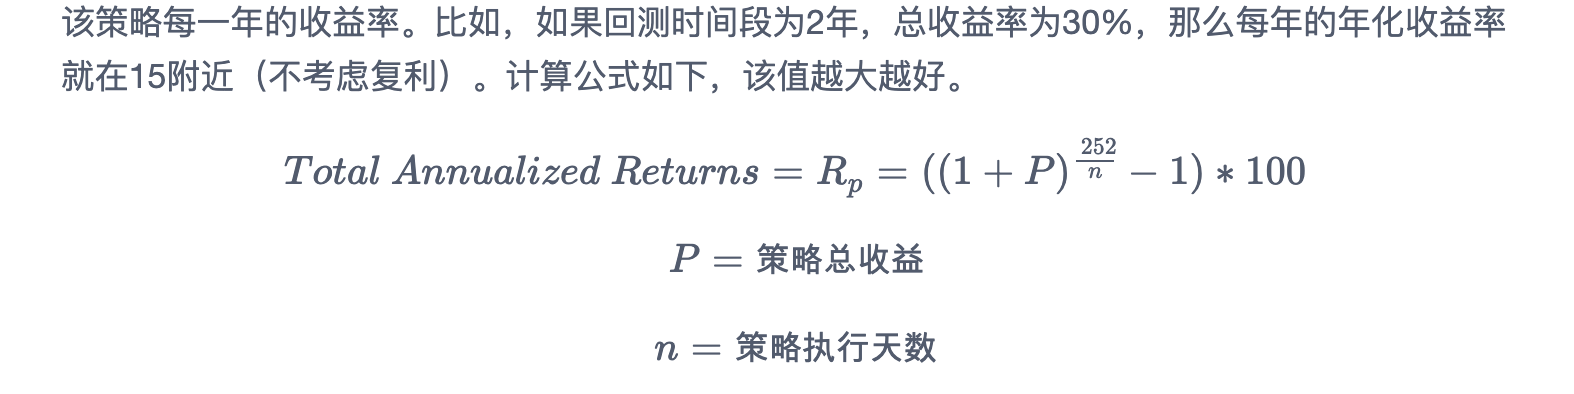 该策略每一年的收益率。比如，如果回测时间段为2年，总收益率为30%，那么每年的年化收益率
就在15附近（不考虑复利）。计算公式如下，该值越大越好。
Total Annualized Returns = R_p = ((1 + P)^{\frac{252}{n}} − 1) ∗ 100
P = 策略总收益
n = 策略执行天数